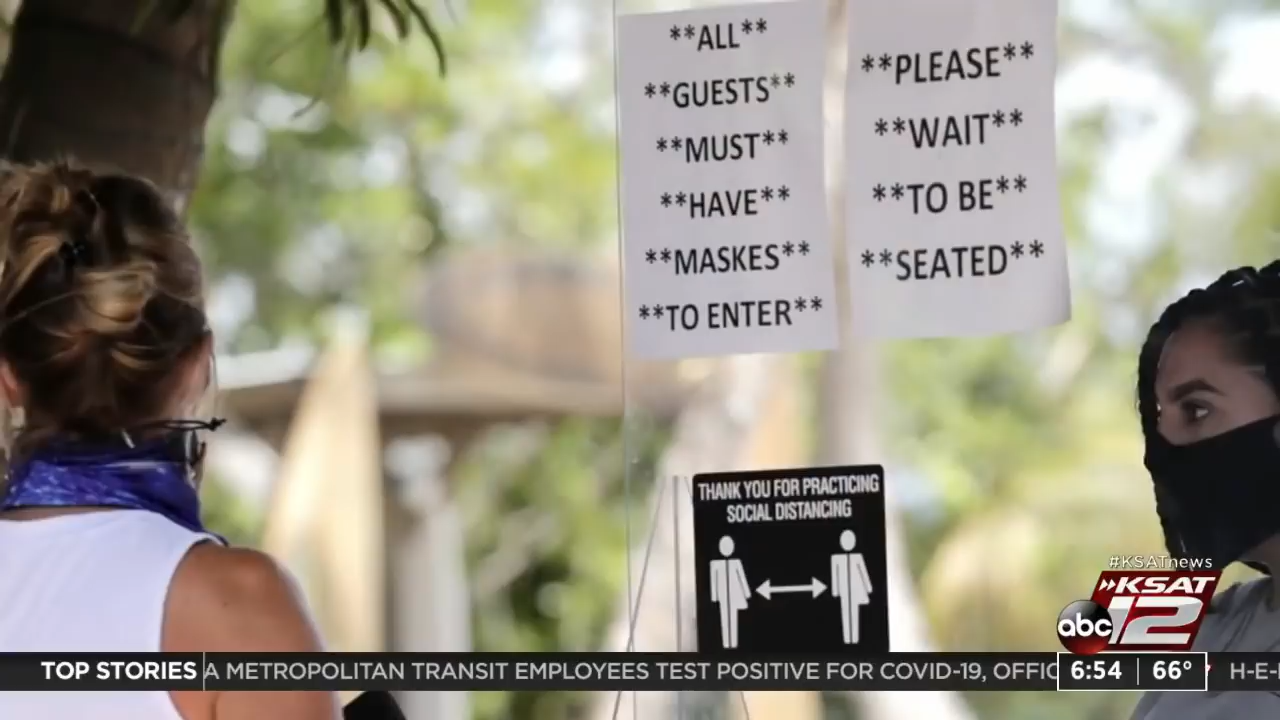 **ALL**
**GUESTS**
**MUST**
**HAVE**
**MASKES**
**TO ENTER**
**PLEASE**
**WAIT**
**TO BE**
**SEATED**
THANK YOU FOR PRACTICING
SOCIAL DISTANCING
#KSATnews
KSAT
abc 12
TOP STORIES A METROPOLITAN TRANSIT EMPLOYEES TEST POSITIVE FOR COVID-19, OFFIC 6:54 66° H-E-